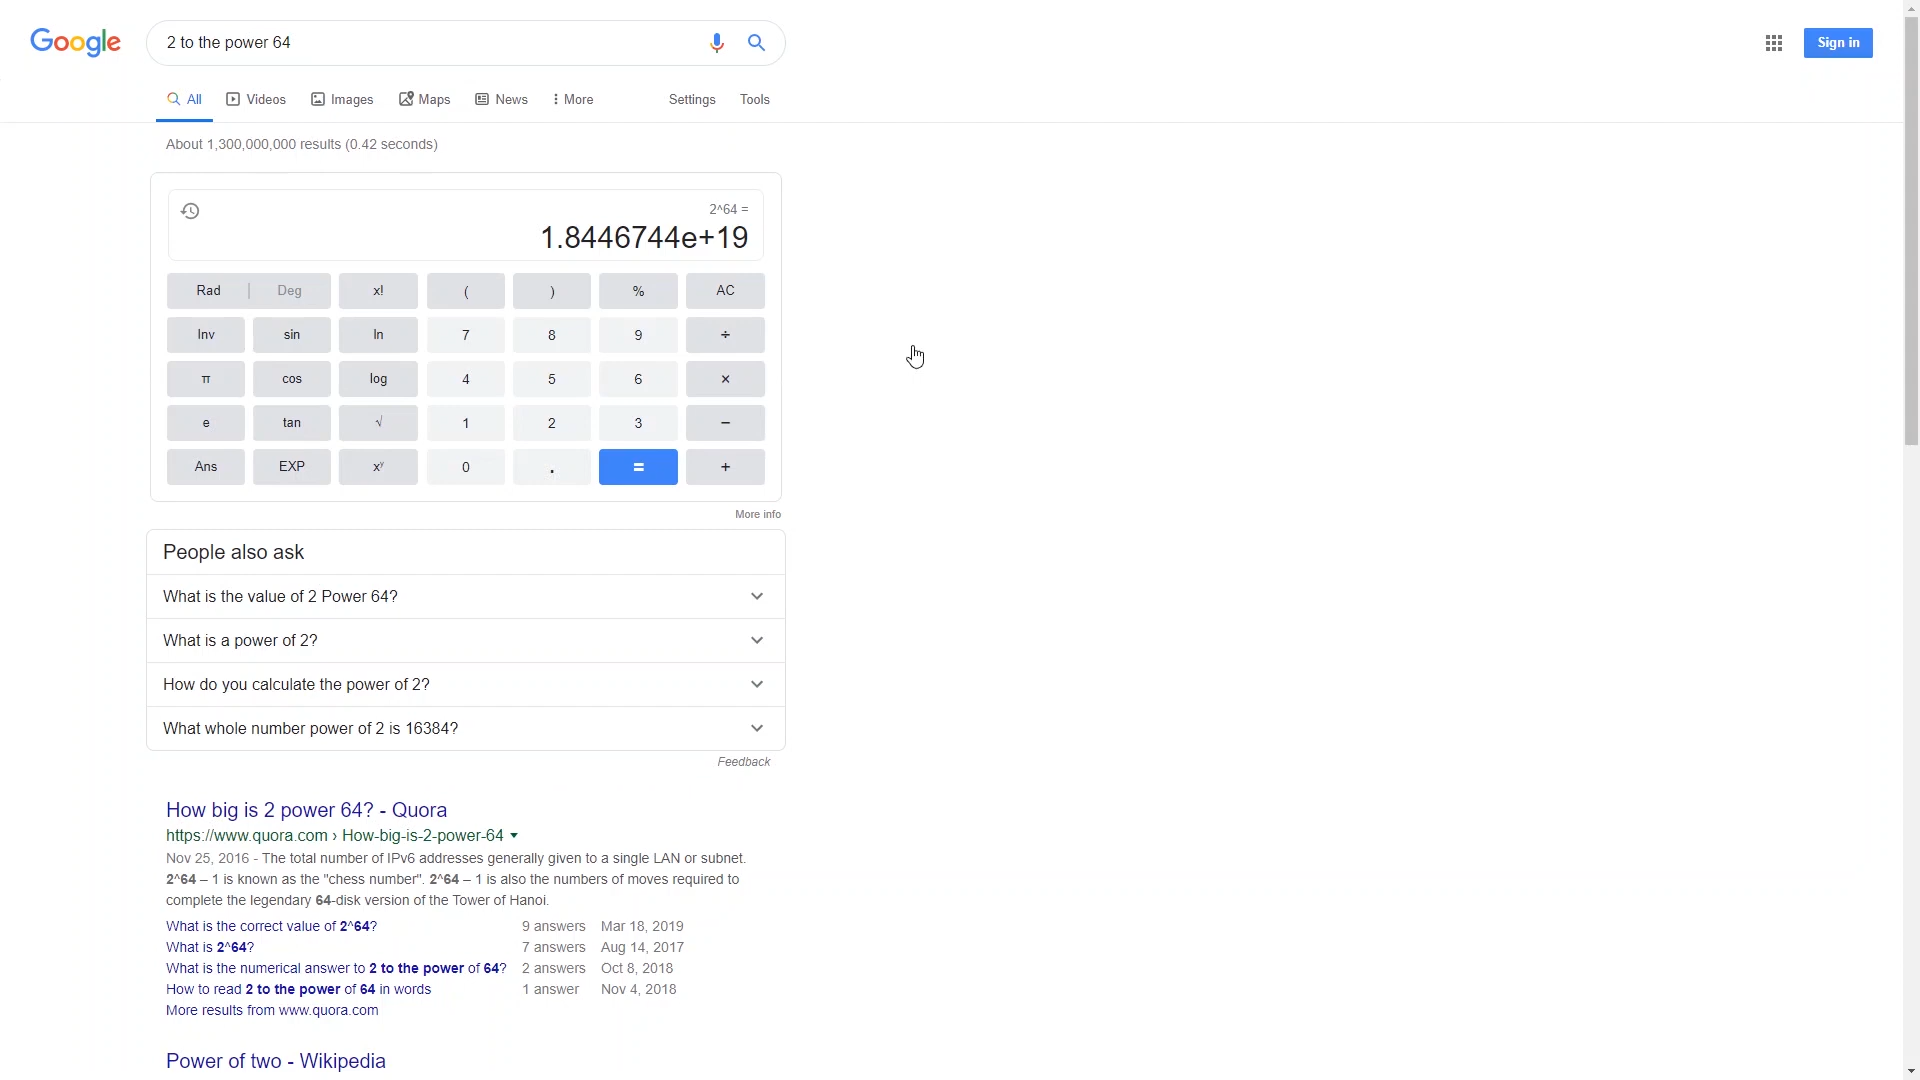 Google
2 to the power 64
Sign in
All Videos Images Maps News More Settings Tools
About 1,300,000,000 results (0.42 seconds)
2^64 =
1.8446744e+19
Rad | Deg x! ( ) % AC
Inv sin ln 7 8 9 ÷
π cos log 4 5 6 ×
e tan √ 1 2 3 −
Ans EXP xʸ 0 . = +
More info
People also ask
What is the value of 2 Power 64?
What is a power of 2?
How do you calculate the power of 2?
What whole number power of 2 is 16384?
Feedback
How big is 2 power 64? - Quora
https://www.quora.com › How-big-is-2-power-64
Nov 25, 2016 - The total number of IPv6 addresses generally given to a single LAN or subnet.
2^64 – 1 is known as the "chess number". 2^64 – 1 is also the numbers of moves required to
complete the legendary 64-disk version of the Tower of Hanoi.
What is the correct value of 2^64? 9 answers Mar 18, 2019
What is 2^64? 7 answers Aug 14, 2017
What is the numerical answer to 2 to the power of 64? 2 answers Oct 8, 2018
How to read 2 to the power of 64 in words 1 answer Nov 4, 2018
More results from www.quora.com
Power of two - Wikipedia